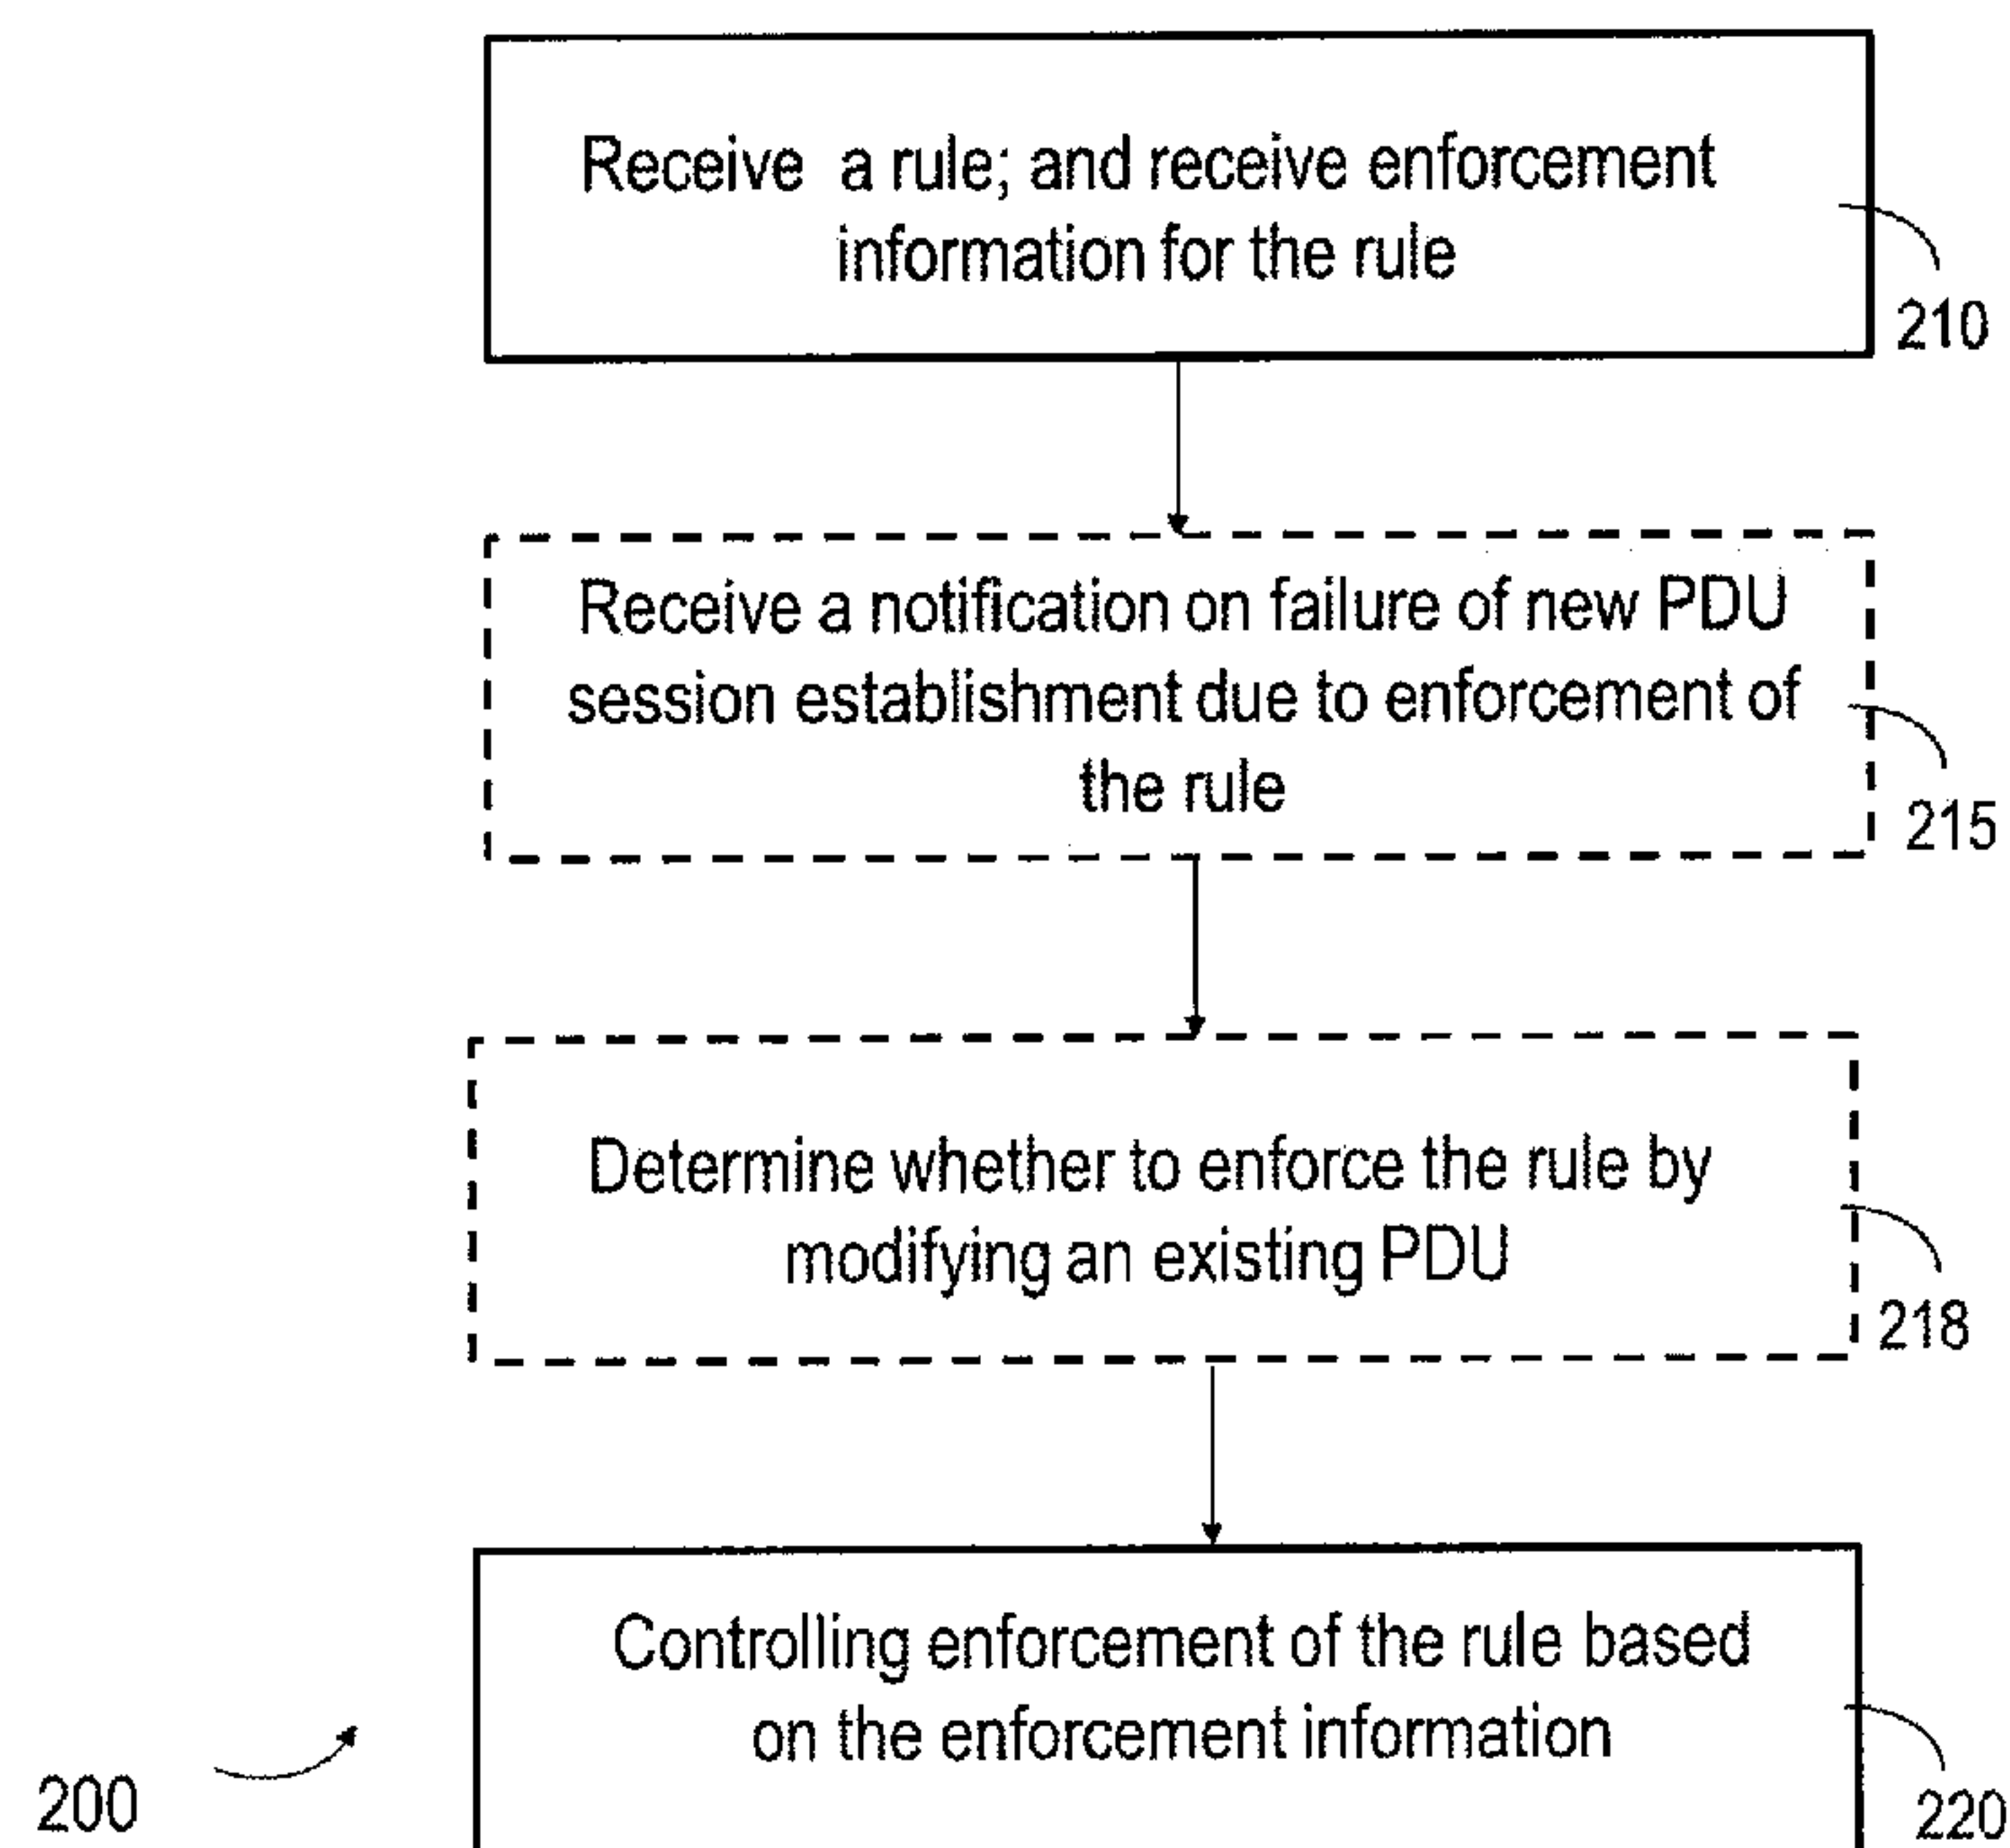 Receive a rule; and receive enforcement
information for the rule
210
Receive a notification on failure of new PDU
session establishment due to enforcement of
the rule
215
Determine whether to enforce the rule by
modifying an existing PDU
218
Controlling enforcement of the rule based
on the enforcement information
200
220